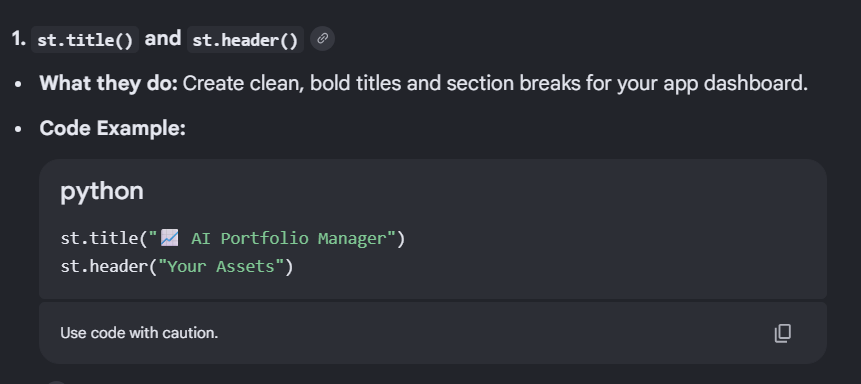 1. st.title() and st.header()
• What they do: Create clean, bold titles and section breaks for your app dashboard.
• Code Example:
python
st.title("📈 AI Portfolio Manager")
st.header("Your Assets")
Use code with caution.